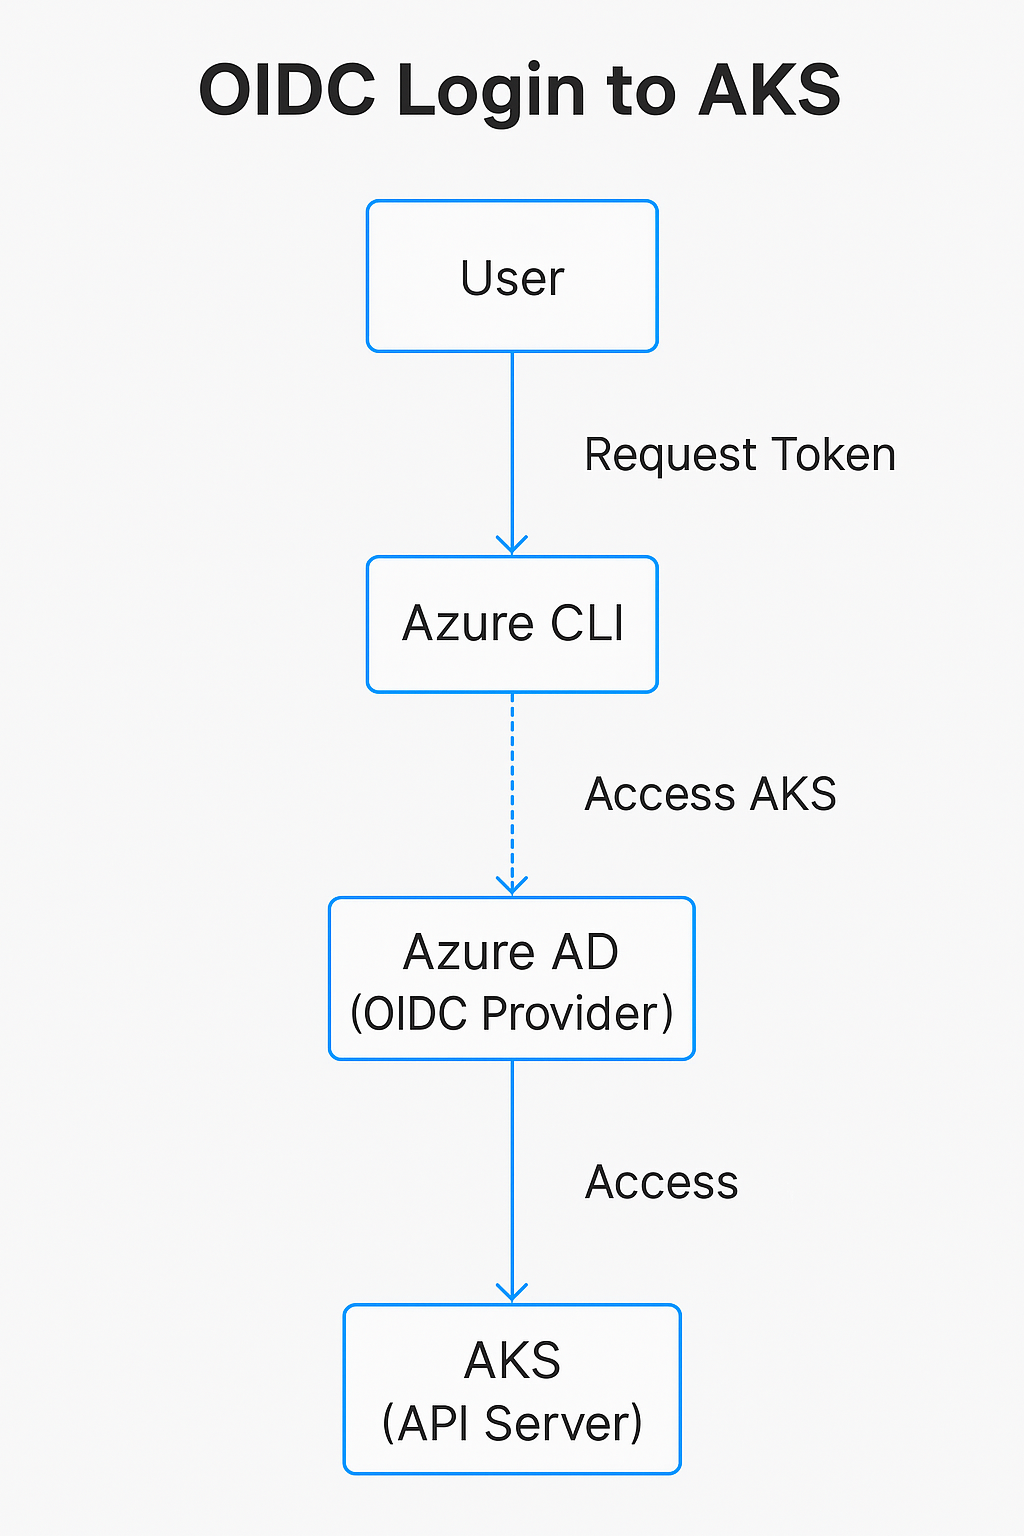 OIDC Login to AKS
User
Request Token
Azure CLI
Access AKS
Azure AD
(OIDC Provider)
Access
AKS
(API Server)